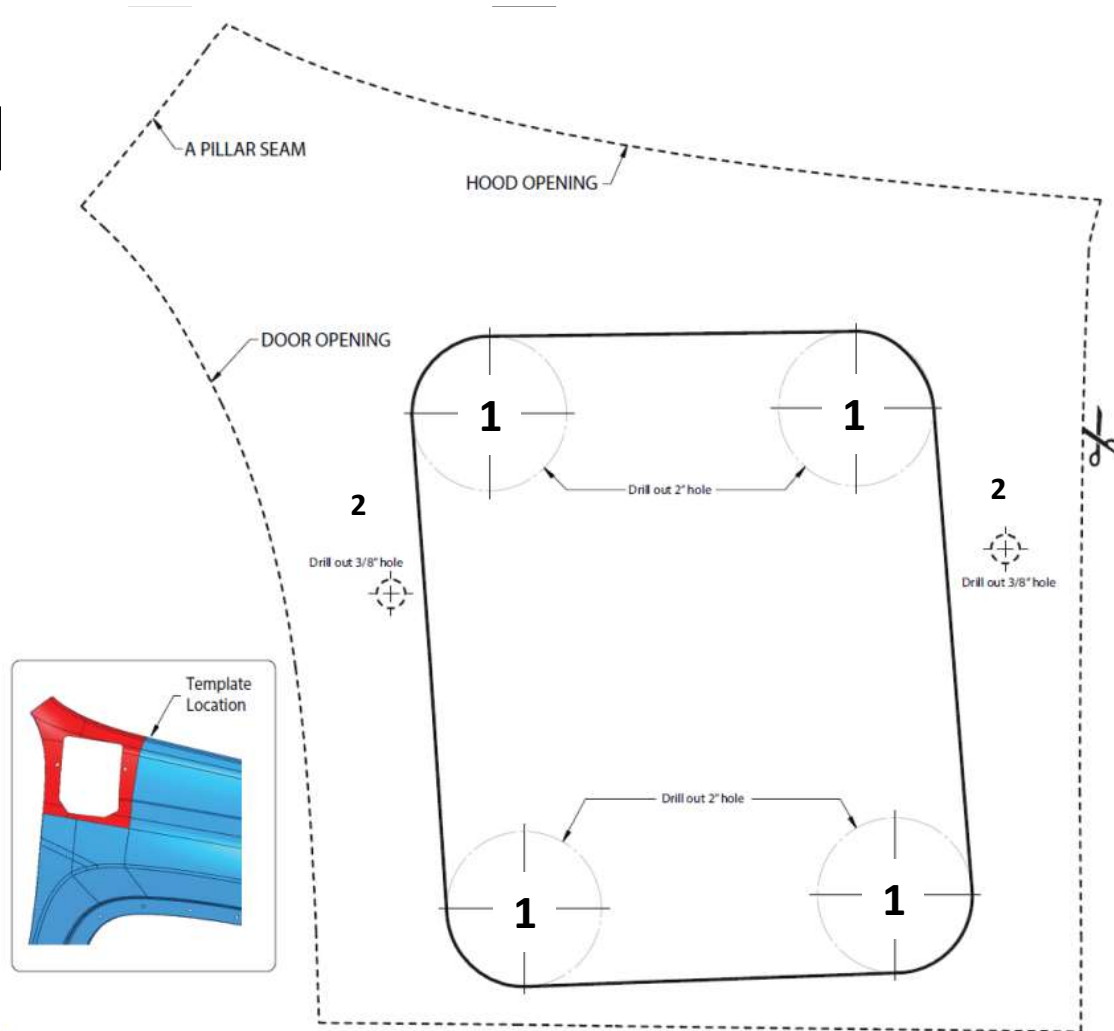 A PILLAR SEAM
HOOD OPENING
DOOR OPENING
1
1
Drill out 2" hole
2
2
Drill out 3/8" hole
Drill out 3/8" hole
Template
Location
Drill out 2" hole
1
1